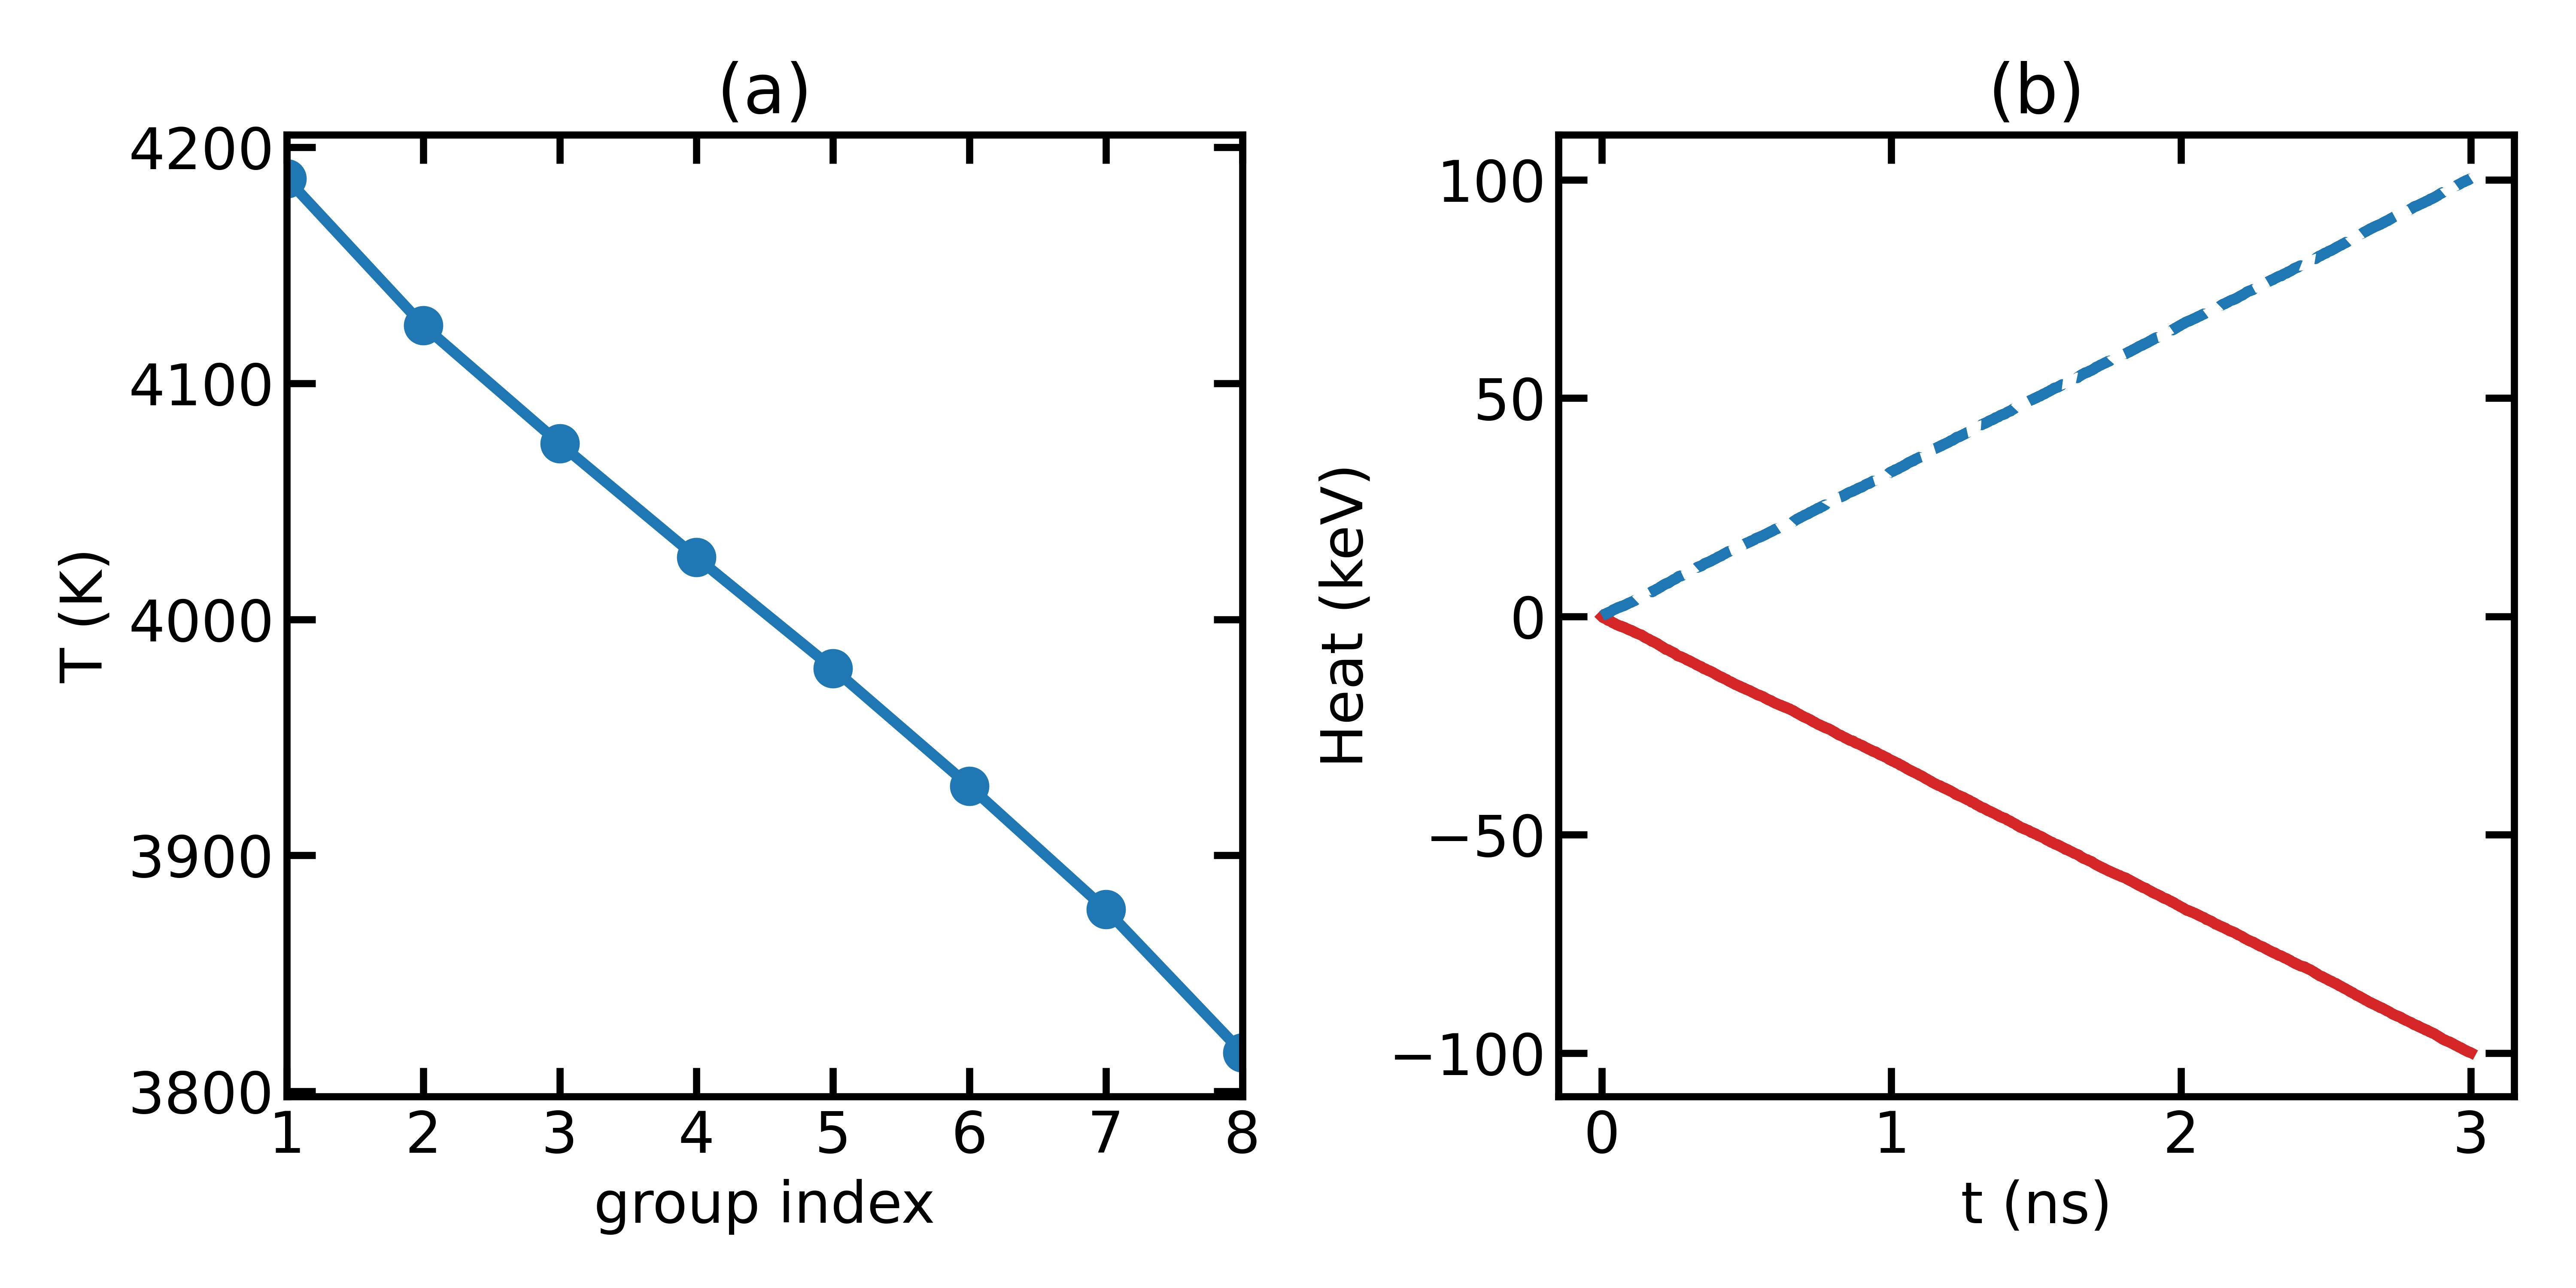 (a)
4200
4100
4000
3900
3800
T (K)
1 2 3 4 5 6 7 8
group index
(b)
100
50
0
−50
−100
Heat (keV)
0 1 2 3
t (ns)